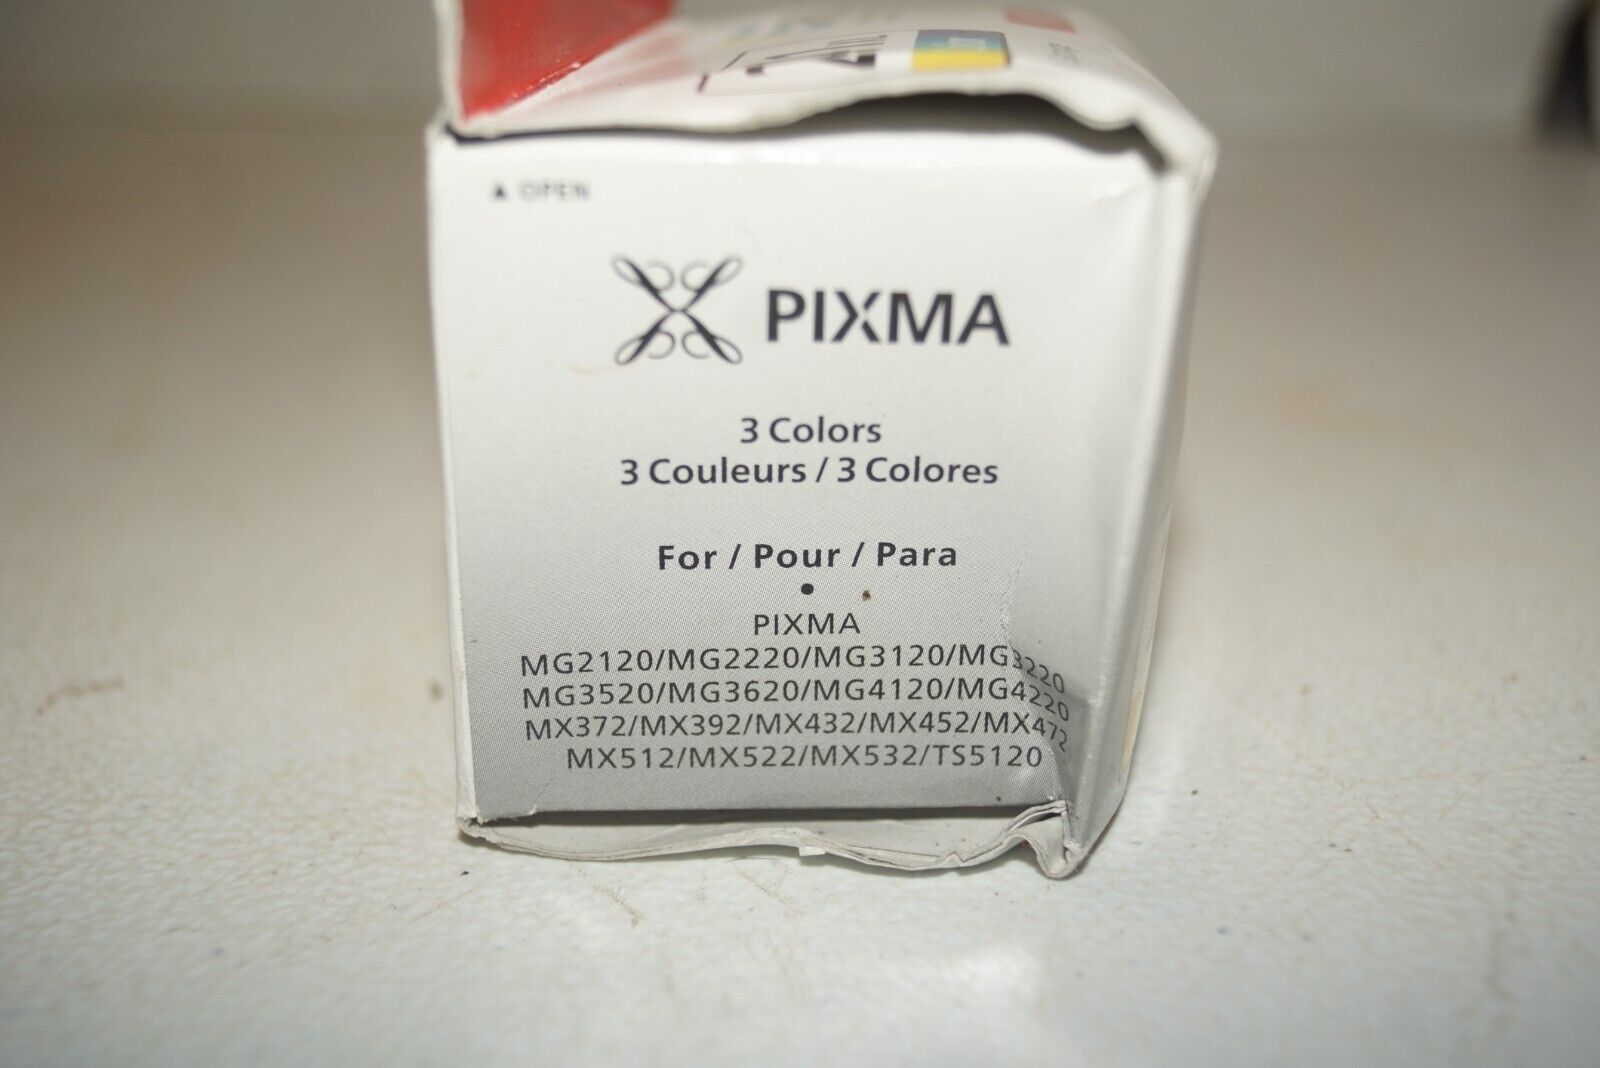 ▲ OPEN
PIXMA
3 Colors
3 Couleurs / 3 Colores
For / Pour / Para
•
PIXMA
MG2120/MG2220/MG3120/MG3220
MG3520/MG3620/MG4120/MG4220
MX372/MX392/MX432/MX452/MX472
MX512/MX522/MX532/TS5120